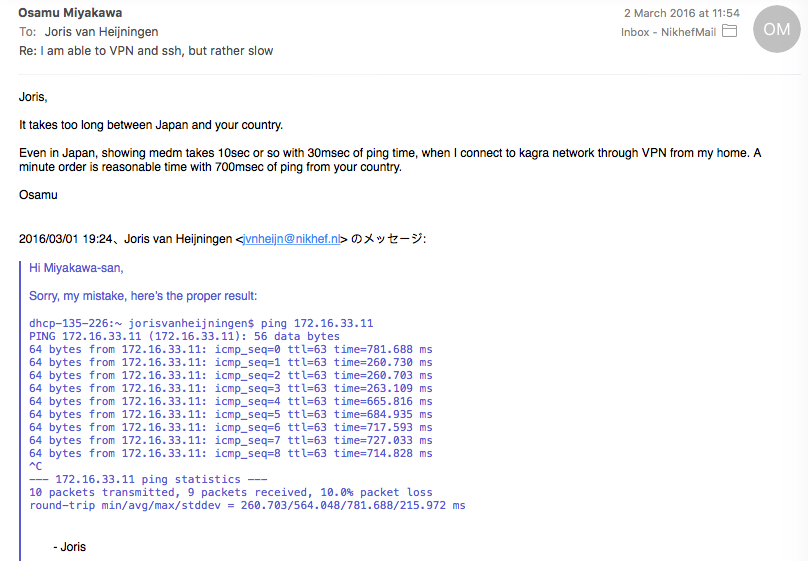 Osamu Miyakawa
2 March 2016 at 11:54
To: Joris van Heijningen
Inbox - NikhefMail
OM
Re: I am able to VPN and ssh, but rather slow
Joris,
It takes too long between Japan and your country.
Even in Japan, showing medm takes 10sec or so with 30msec of ping time, when I connect to kagra network through VPN from my home. A
minute order is reasonable time with 700msec of ping from your country.
Osamu
2016/03/01 19:24、Joris van Heijningen <jvnheijn@nikhef.nl> のメッセージ:
Hi Miyakawa-san,
Sorry, my mistake, here's the proper result:
dhcp-135-226:~ jorisvanheijningen$ ping 172.16.33.11
PING 172.16.33.11 (172.16.33.11): 56 data bytes
64 bytes from 172.16.33.11: icmp_seq=0 ttl=63 time=781.688 ms
64 bytes from 172.16.33.11: icmp_seq=1 ttl=63 time=260.730 ms
64 bytes from 172.16.33.11: icmp_seq=2 ttl=63 time=260.703 ms
64 bytes from 172.16.33.11: icmp_seq=3 ttl=63 time=263.109 ms
64 bytes from 172.16.33.11: icmp_seq=4 ttl=63 time=665.816 ms
64 bytes from 172.16.33.11: icmp_seq=5 ttl=63 time=684.935 ms
64 bytes from 172.16.33.11: icmp_seq=6 ttl=63 time=717.593 ms
64 bytes from 172.16.33.11: icmp_seq=7 ttl=63 time=727.033 ms
64 bytes from 172.16.33.11: icmp_seq=8 ttl=63 time=714.828 ms
^C
--- 172.16.33.11 ping statistics ---
10 packets transmitted, 9 packets received, 10.0% packet loss
round-trip min/avg/max/stddev = 260.703/564.048/781.688/215.972 ms
- Joris